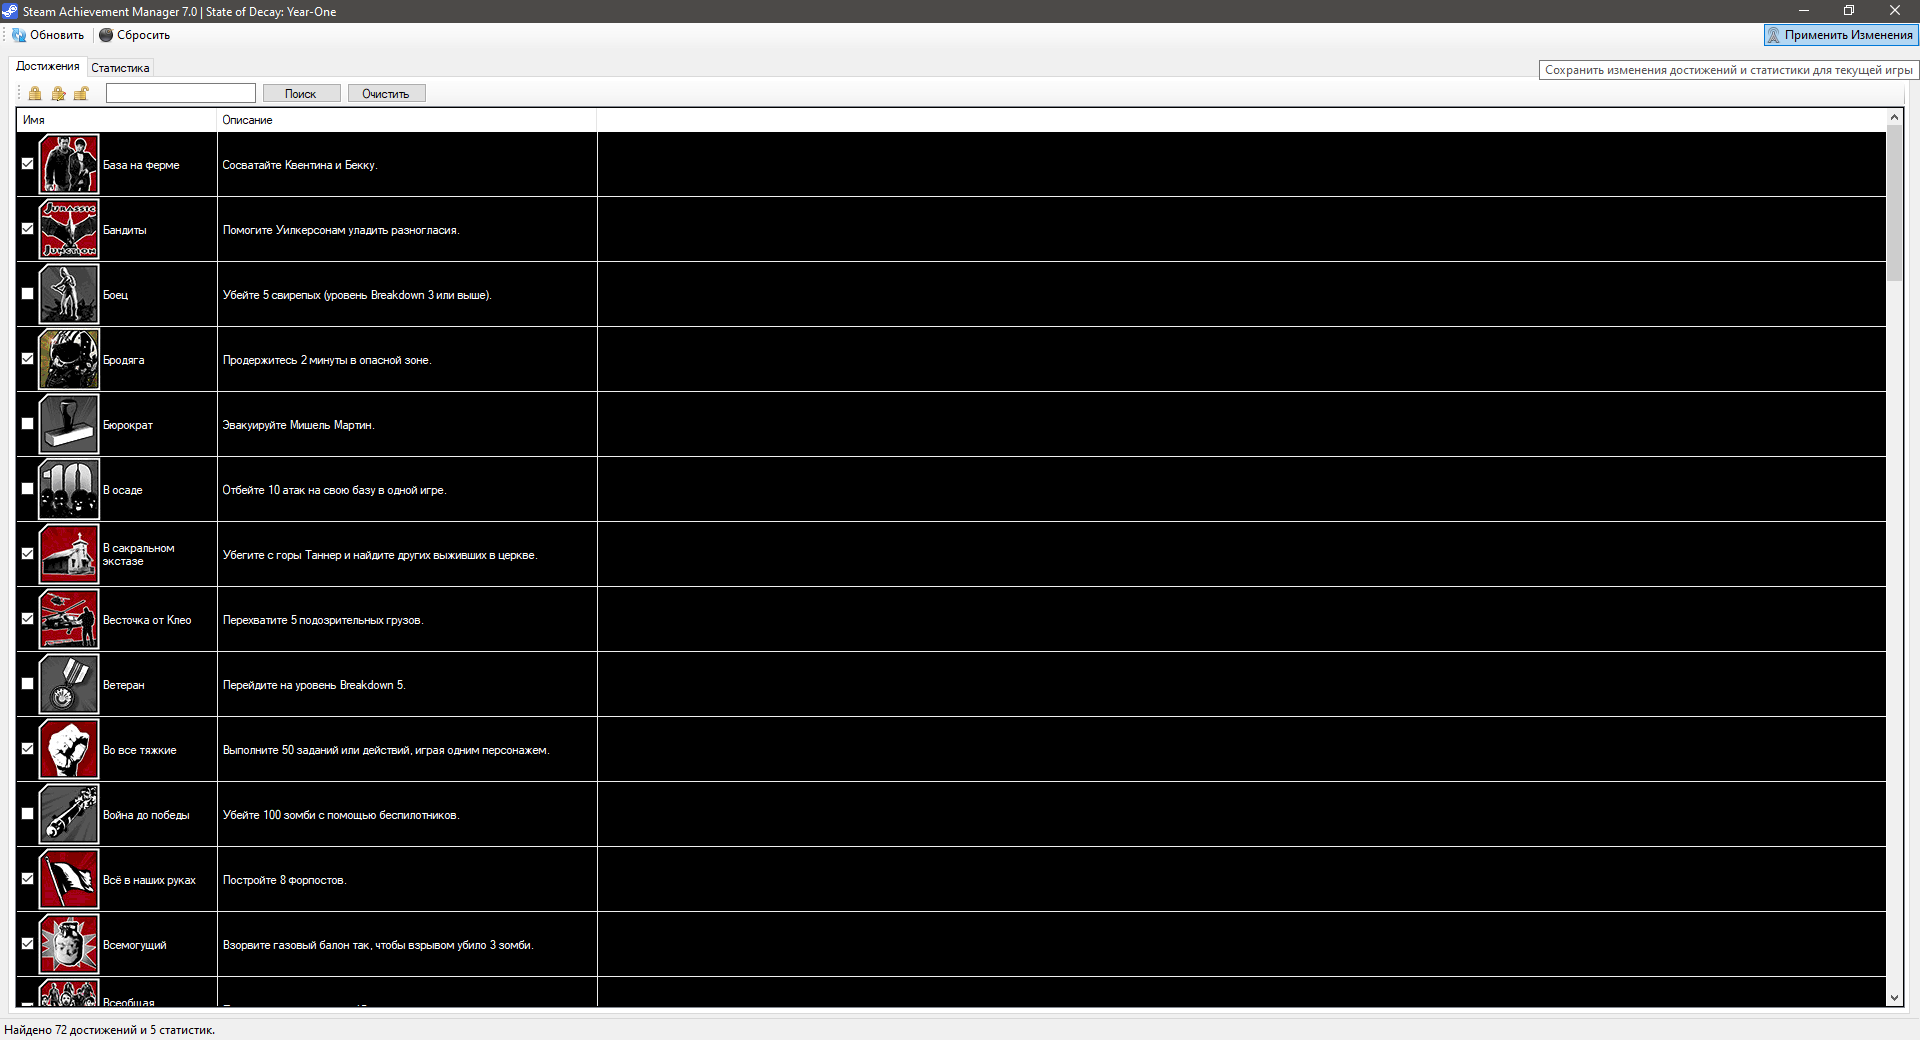 Steam Achievement Manager 7.0 | State of Decay: Year-One
Обновить
Сбросить
Применить Изменения
Достижения
Статистика
Сохранить изменения достижений и статистики для текущей игры
Поиск
Очистить
Имя
Описание
База на ферме
Сосватайте Квентина и Бекку.
JURASSIC
JUNCTION
Бандиты
Помогите Уилкерсонам уладить разногласия.
Боец
Убейте 5 свирепых (уровень Breakdown 3 или выше).
Бродяга
Продержитесь 2 минуты в опасной зоне.
Бюрократ
Эвакуируйте Мишель Мартин.
10
В осаде
Отбейте 10 атак на свою базу в одной игре.
В сакральном
экстазе
Убегите с горы Таннер и найдите других выживших в церкве.
Весточка от Клео
Перехватите 5 подозрительных грузов.
Ветеран
Перейдите на уровень Breakdown 5.
Во все тяжкие
Выполните 50 заданий или действий, играя одним персонажем.
Война до победы
Убейте 100 зомби с помощью беспилотников.
Всё в наших руках
Постройте 8 форпостов.
Всемогущий
Взорвите газовый балон так, чтобы взрывом убило 3 зомби.
Всеобщая
Найдено 72 достижений и 5 статистик.